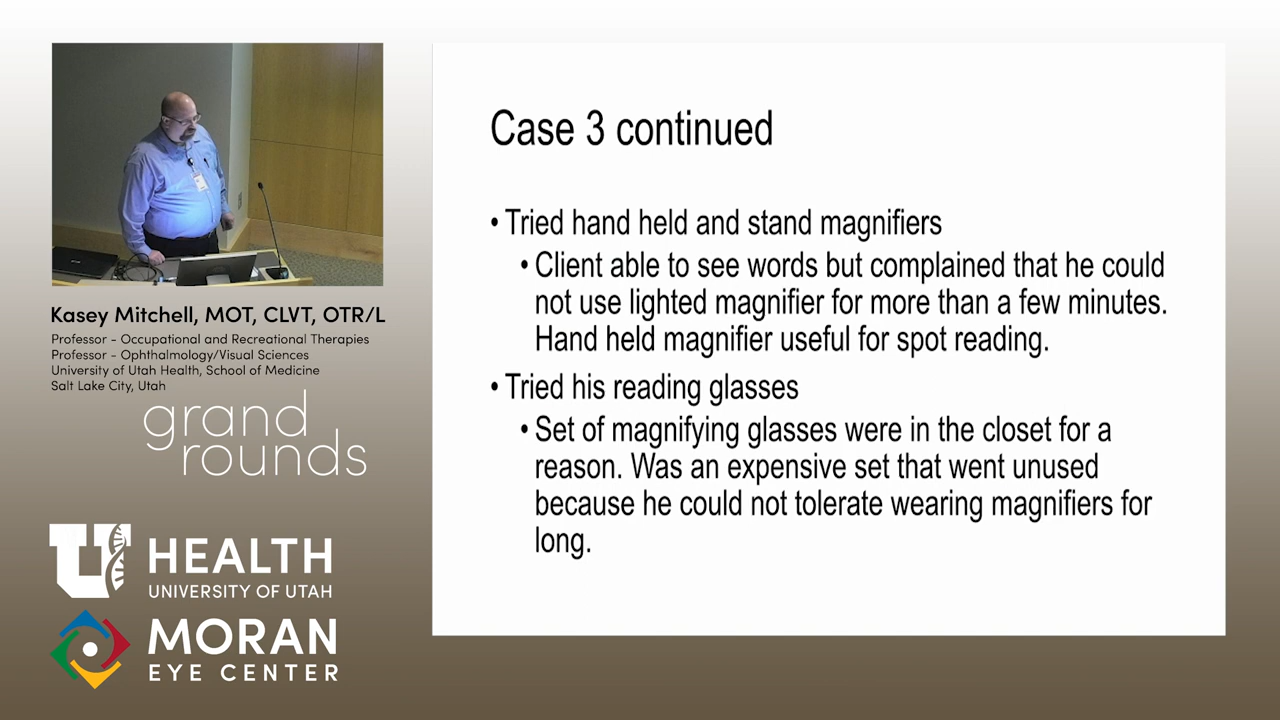 Kasey Mitchell, MOT, CLVT, OTR/L
Professor - Occupational and Recreational Therapies
Professor - Ophthalmology/Visual Sciences
University of Utah Health, School of Medicine
Salt Lake City, Utah
grand
rounds
U HEALTH
UNIVERSITY OF UTAH
MORAN
EYE CENTER
Case 3 continued
• Tried hand held and stand magnifiers
• Client able to see words but complained that he could
not use lighted magnifier for more than a few minutes.
Hand held magnifier useful for spot reading.
• Tried his reading glasses
• Set of magnifying glasses were in the closet for a
reason. Was an expensive set that went unused
because he could not tolerate wearing magnifiers for
long.